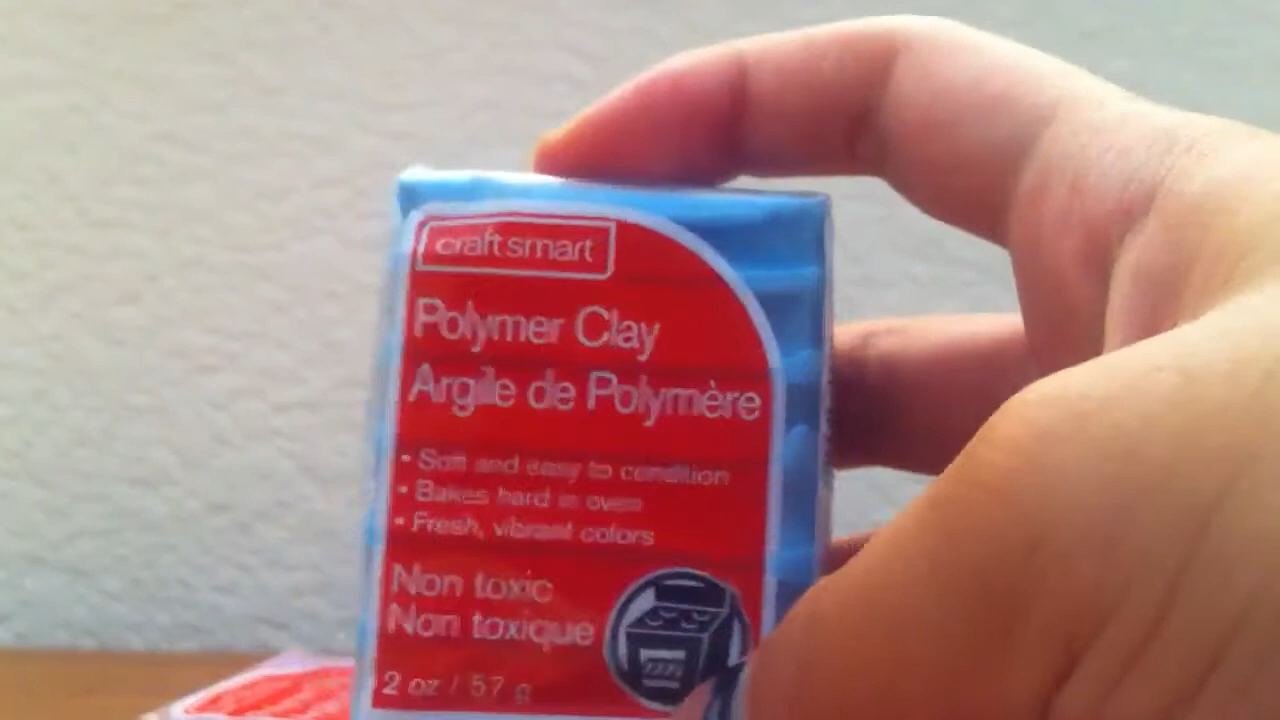 craft smart
Polymer Clay
Argile de Polymère
• Soft and easy to condition
• Bakes hard in oven
• Fresh, vibrant colors
Non toxic
Non toxique
2 oz / 57 g